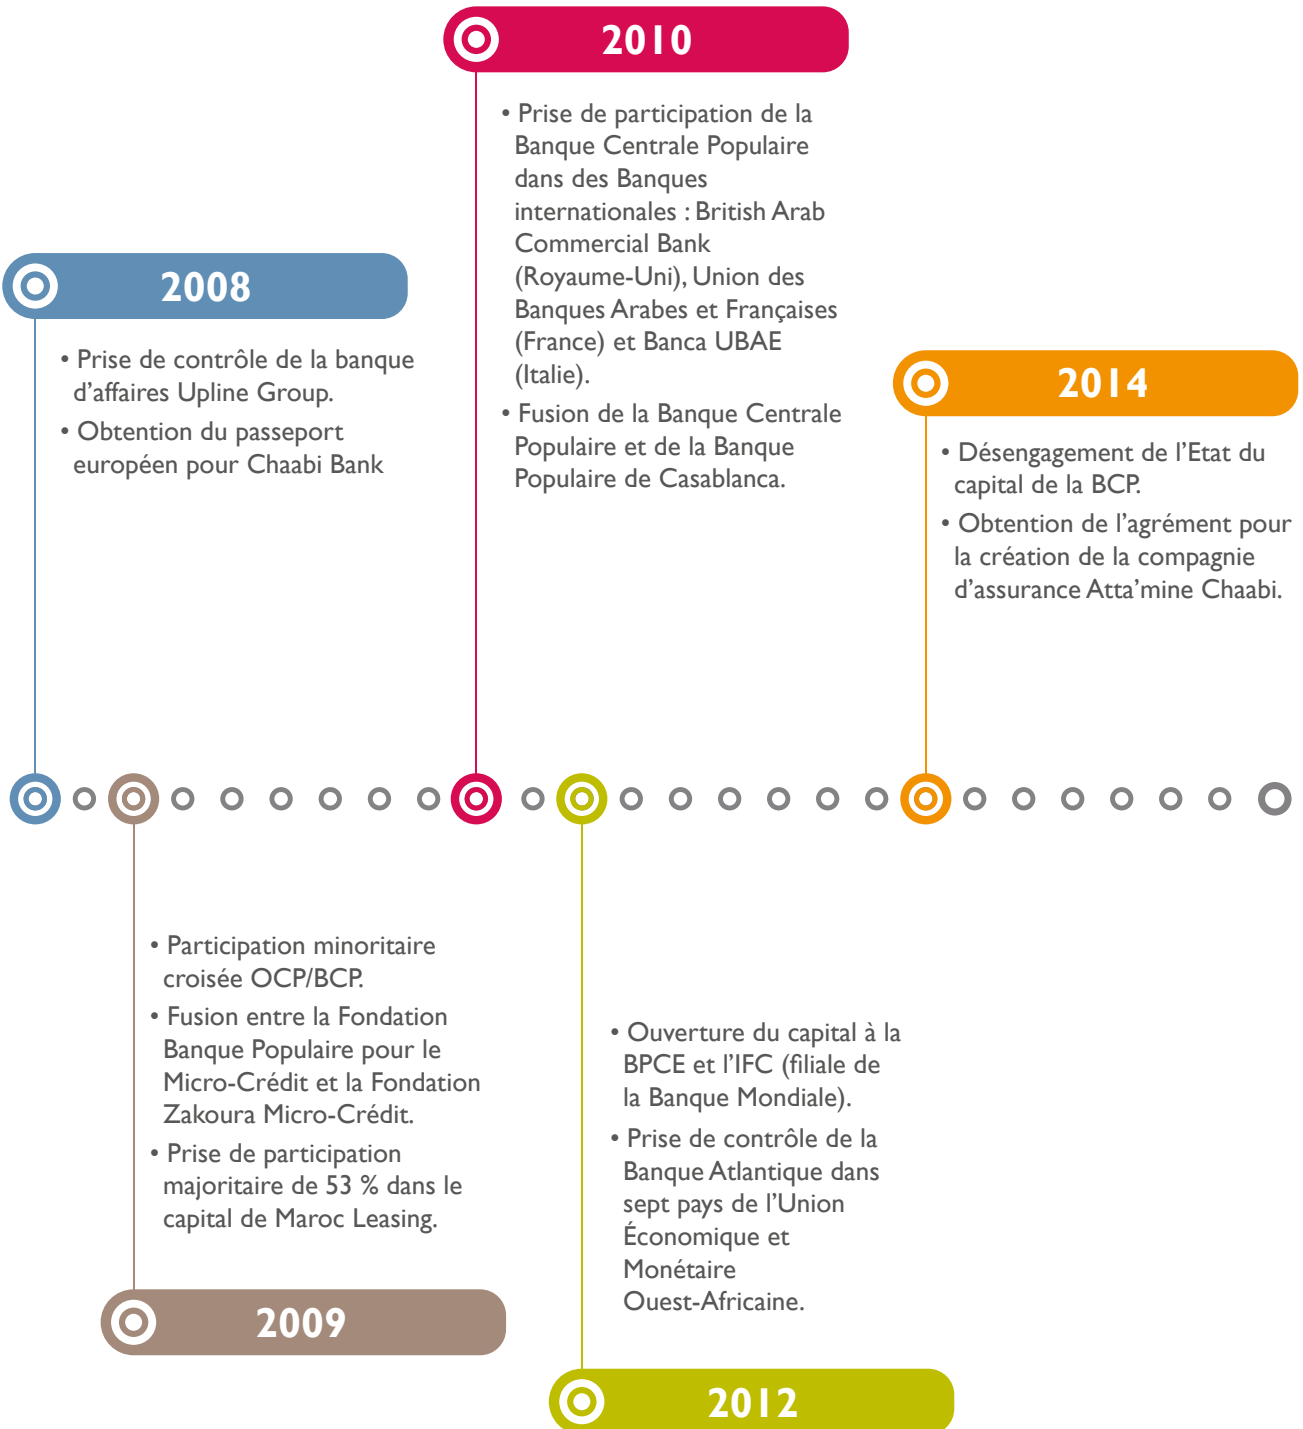 2010
• Prise de participation de la
Banque Centrale Populaire
dans des Banques
internationales : British Arab
Commercial Bank
(Royaume-Uni), Union des
Banques Arabes et Françaises
(France) et Banca UBAE
(Italie).
• Fusion de la Banque Centrale
Populaire et de la Banque
Populaire de Casablanca.
2008
• Prise de contrôle de la banque
d'affaires Upline Group.
• Obtention du passeport
européen pour Chaabi Bank
2014
• Désengagement de l’Etat du
capital de la BCP.
• Obtention de l’agrément pour
la création de la compagnie
d’assurance Atta’mine Chaabi.
• Participation minoritaire
croisée OCP/BCP.
• Fusion entre la Fondation
Banque Populaire pour le
Micro-Crédit et la Fondation
Zakoura Micro-Crédit.
• Prise de participation
majoritaire de 53 % dans le
capital de Maroc Leasing.
2009
• Ouverture du capital à la
BPCE et l’IFC (filiale de
la Banque Mondiale).
• Prise de contrôle de la
Banque Atlantique dans
sept pays de l’Union
Économique et
Monétaire
Ouest-Africaine.
2012